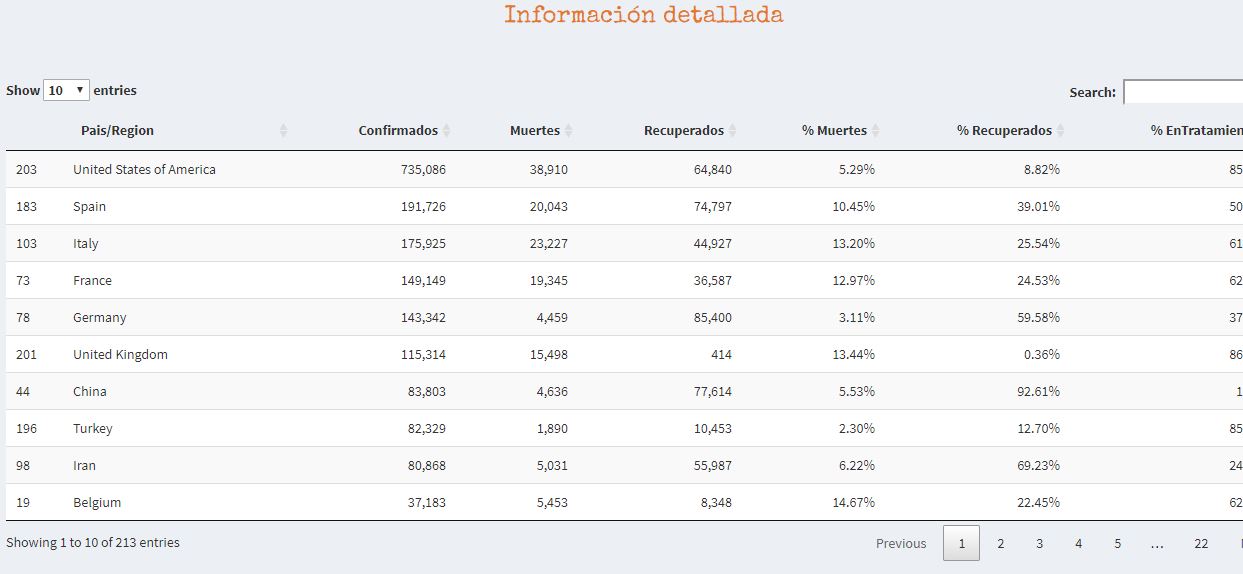 Información detallada
Show 10 entries
Search:
Pais/Region Confirmados Muertes Recuperados % Muertes % Recuperados % EnTratamien
203 United States of America 735,086 38,910 64,840 5.29% 8.82% 85
183 Spain 191,726 20,043 74,797 10.45% 39.01% 50
103 Italy 175,925 23,227 44,927 13.20% 25.54% 61
73 France 149,149 19,345 36,587 12.97% 24.53% 62
78 Germany 143,342 4,459 85,400 3.11% 59.58% 37
201 United Kingdom 115,314 15,498 414 13.44% 0.36% 86
44 China 83,803 4,636 77,614 5.53% 92.61% 1
196 Turkey 82,329 1,890 10,453 2.30% 12.70% 85
98 Iran 80,868 5,031 55,987 6.22% 69.23% 24
19 Belgium 37,183 5,453 8,348 14.67% 22.45% 62
Showing 1 to 10 of 213 entries
Previous 1 2 3 4 5 … 22